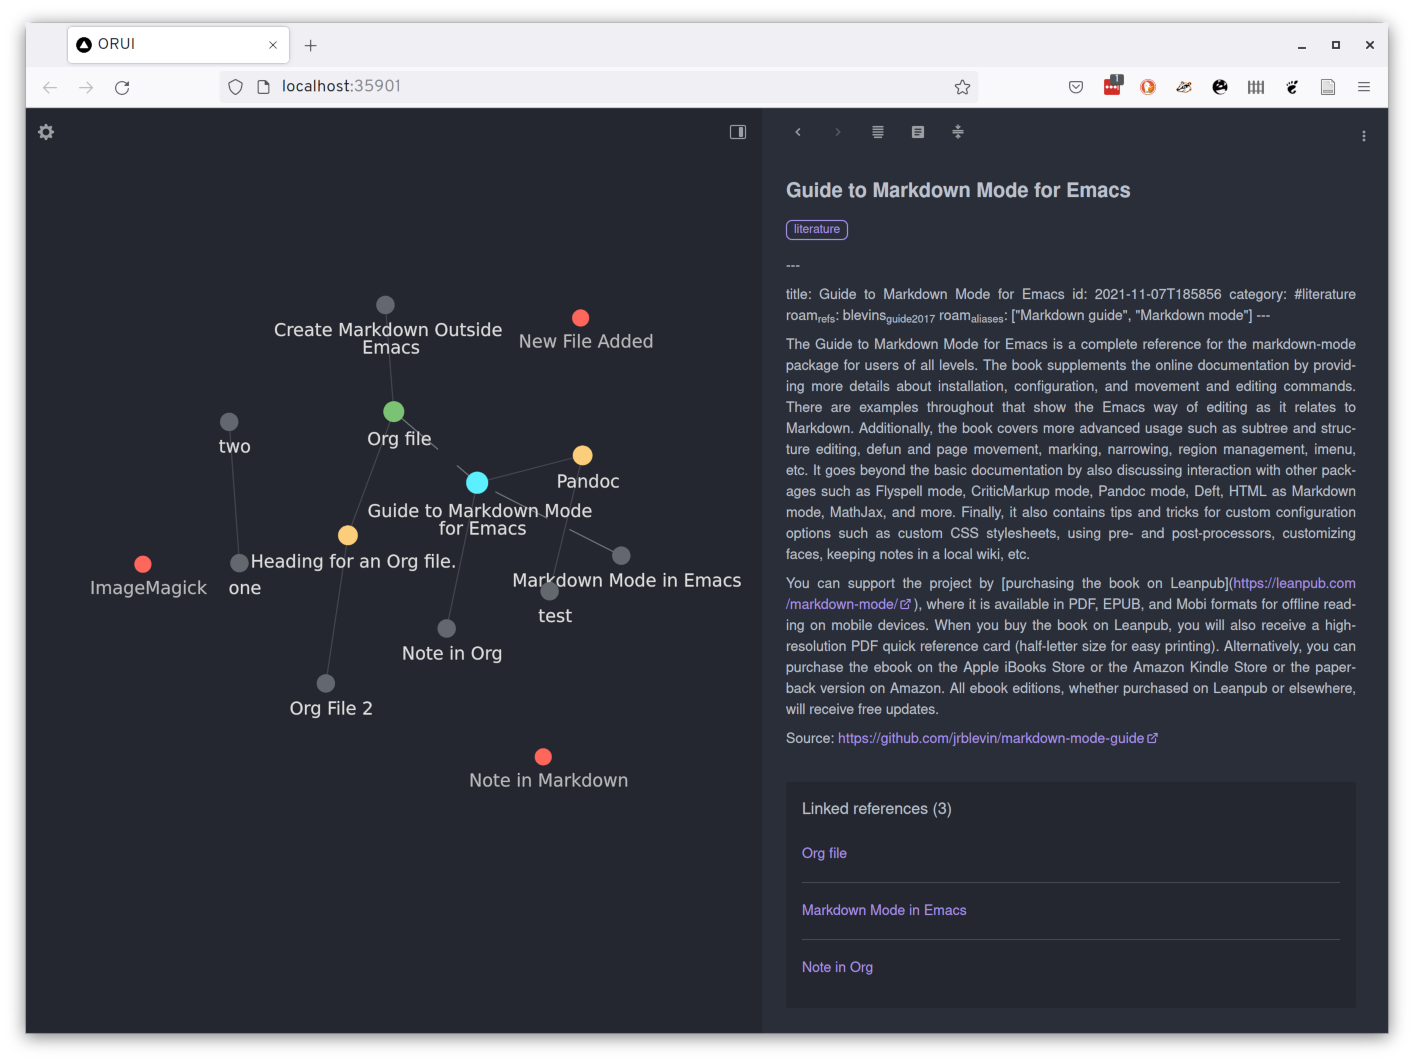 ORUI
localhost:35901
1
Create Markdown Outside
Emacs
New File Added
Org file
two
Pandoc
Guide to Markdown Mode
for Emacs
Heading for an Org file.
ImageMagick
one
Markdown Mode in Emacs
test
Note in Org
Org File 2
Note in Markdown
Guide to Markdown Mode for Emacs
literature
---
title: Guide to Markdown Mode for Emacs id: 2021-11-07T185856 category: #literature
roamrefs: blevinsguide2017 roamaliases: ["Markdown guide", "Markdown mode"] ---
The Guide to Markdown Mode for Emacs is a complete reference for the markdown-mode
package for users of all levels. The book supplements the online documentation by provid-
ing more details about installation, configuration, and movement and editing commands.
There are examples throughout that show the Emacs way of editing as it relates to
Markdown. Additionally, the book covers more advanced usage such as subtree and struc-
ture editing, defun and page movement, marking, narrowing, region management, imenu,
etc. It goes beyond the basic documentation by also discussing interaction with other pack-
ages such as Flyspell mode, CriticMarkup mode, Pandoc mode, Deft, HTML as Markdown
mode, MathJax, and more. Finally, it also contains tips and tricks for custom configuration
options such as custom CSS stylesheets, using pre- and post-processors, customizing
faces, keeping notes in a local wiki, etc.
You can support the project by [purchasing the book on Leanpub](https://leanpub.com
/markdown-mode/), where it is available in PDF, EPUB, and Mobi formats for offline read-
ing on mobile devices. When you buy the book on Leanpub, you will also receive a high-
resolution PDF quick reference card (half-letter size for easy printing). Alternatively, you can
purchase the ebook on the Apple iBooks Store or the Amazon Kindle Store or the paper-
back version on Amazon. All ebook editions, whether purchased on Leanpub or elsewhere,
will receive free updates.
Source: https://github.com/jrblevin/markdown-mode-guide
Linked references (3)
Org file
Markdown Mode in Emacs
Note in Org